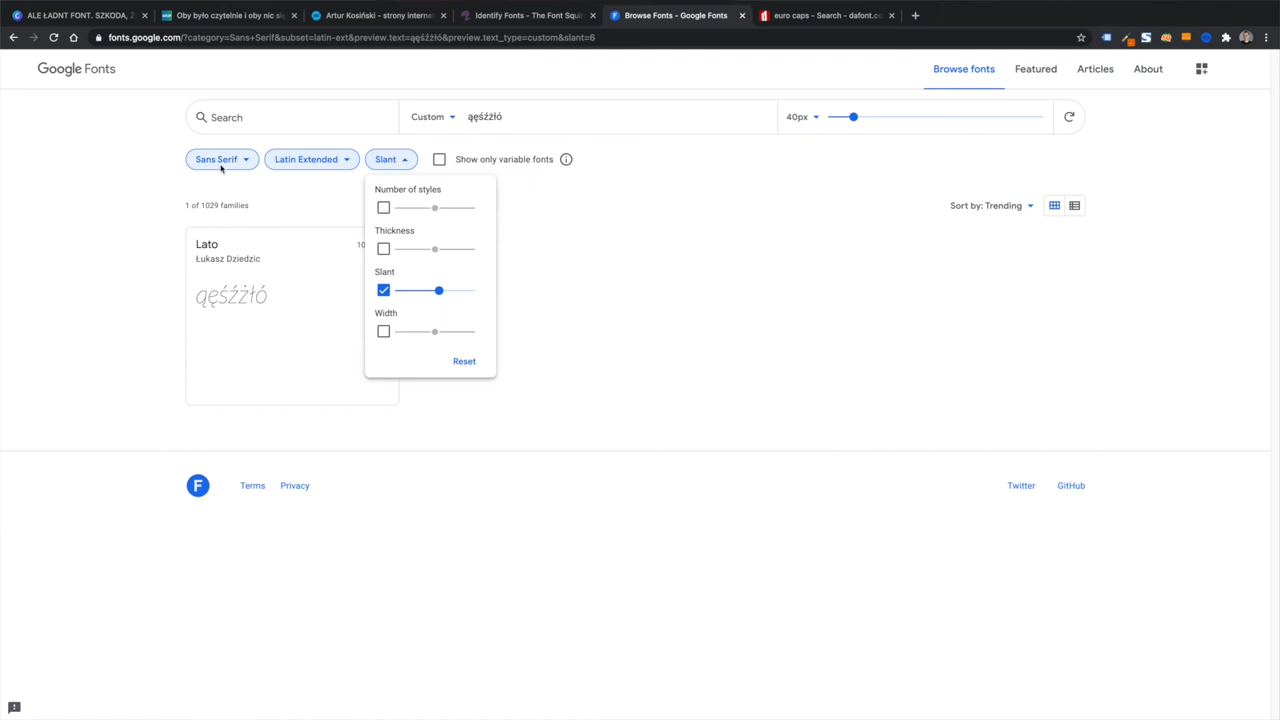 ALE ŁADNT FONT. SZKODA, Ż
Oby było czytelnie i oby nic się
Artur Kosiński - strony internet
Identify Fonts - The Font Squi
Browse Fonts - Google Fonts
euro caps - Search - dafont.co
fonts.google.com/?category=Sans+Serif&subset=latin-ext&preview.text=ąęśźżłó&preview.text_type=custom&slant=6
Google Fonts
Browse fonts
Featured
Articles
About
Search
Custom
ąęśźżłó
40px
Sans Serif
Latin Extended
Slant
Show only variable fonts
1 of 1029 families
Sort by: Trending
Number of styles
Thickness
Slant
Width
Reset
Lato
10
Łukasz Dziedzic
ąęśźżłó
Terms
Privacy
Twitter
GitHub